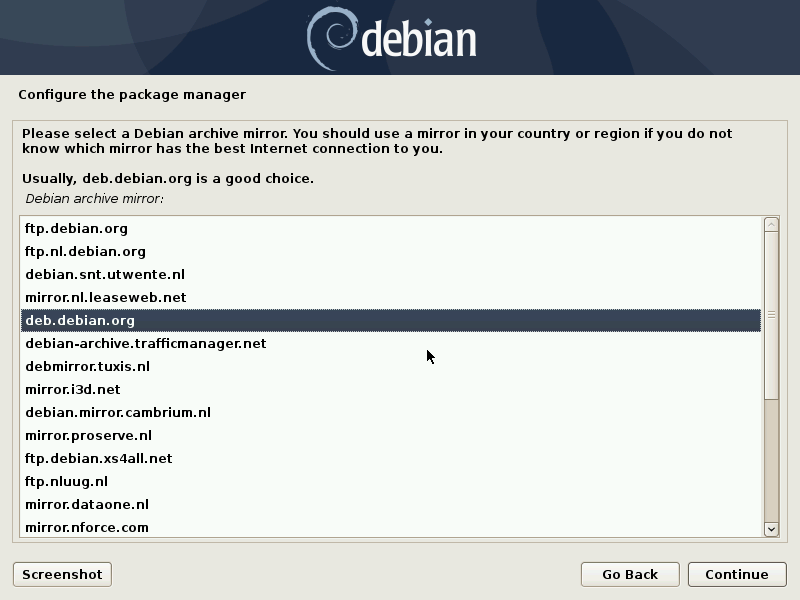 debian
Configure the package manager
Please select a Debian archive mirror. You should use a mirror in your country or region if you do not
know which mirror has the best Internet connection to you.
Usually, deb.debian.org is a good choice.
Debian archive mirror:
ftp.debian.org
ftp.nl.debian.org
debian.snt.utwente.nl
mirror.nl.leaseweb.net
deb.debian.org
debian-archive.trafficmanager.net
debmirror.tuxis.nl
mirror.i3d.net
debian.mirror.cambrium.nl
mirror.proserve.nl
ftp.debian.xs4all.net
ftp.nluug.nl
mirror.dataone.nl
mirror.nforce.com
Screenshot
Go Back
Continue